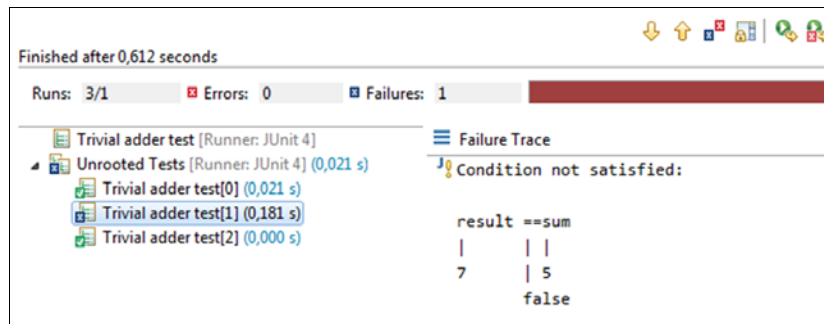 Finished after 0,612 seconds
Runs: 3/1 Errors: 0 Failures: 1
Trivial adder test [Runner: JUnit 4]
Unrooted Tests [Runner: JUnit 4] (0,021 s)
Trivial adder test[0] (0,021 s)
Trivial adder test[1] (0,181 s)
Trivial adder test[2] (0,000 s)
Failure Trace
Condition not satisfied:
result ==sum
| | |
7 | 5
false